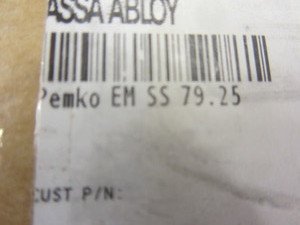 ASSA ABLOY
Pemko EM SS 79.25
CUST P/N: